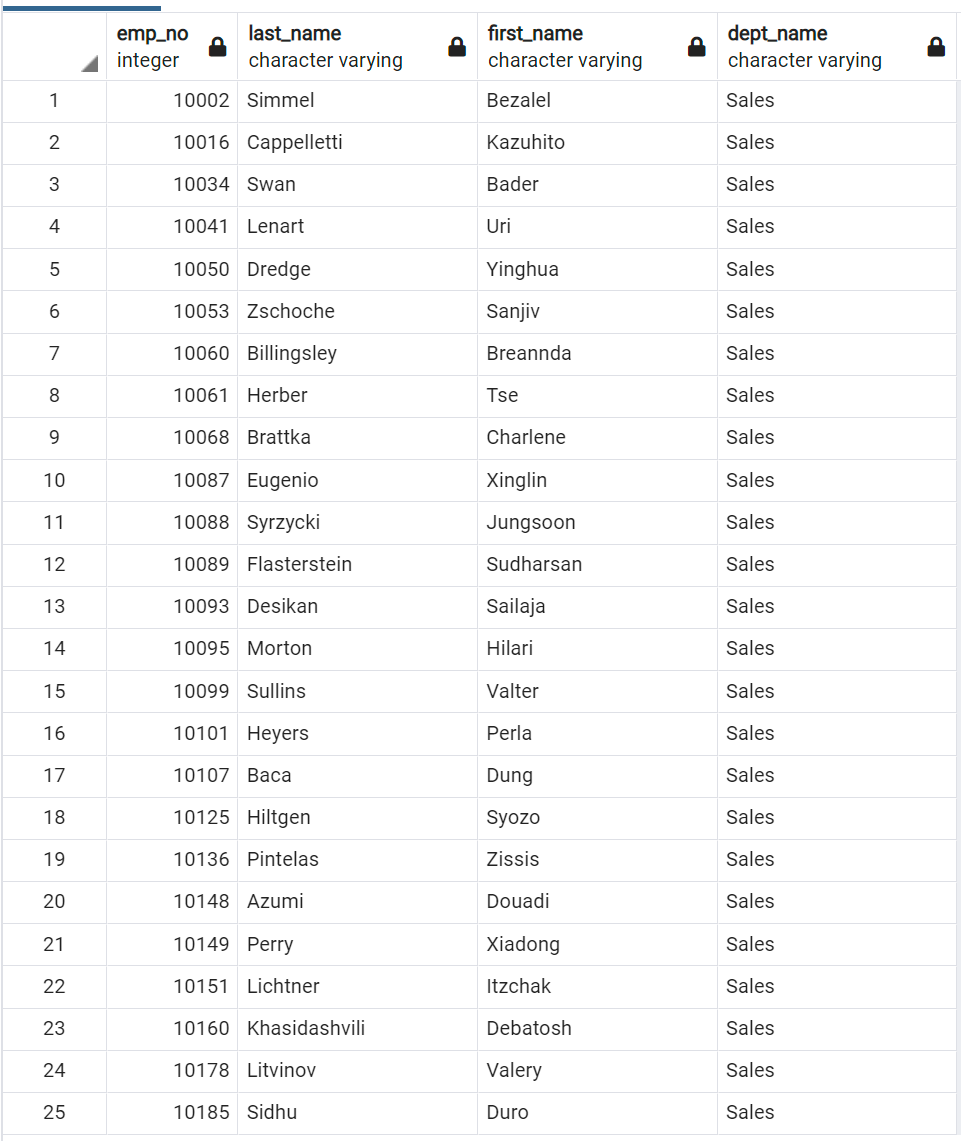 emp_no last_name first_name dept_name
integer character varying character varying character varying
1 10002 Simmel Bezalel Sales
2 10016 Cappelletti Kazuhito Sales
3 10034 Swan Bader Sales
4 10041 Lenart Uri Sales
5 10050 Dredge Yinghua Sales
6 10053 Zschoche Sanjiv Sales
7 10060 Billingsley Breannda Sales
8 10061 Herber Tse Sales
9 10068 Brattka Charlene Sales
10 10087 Eugenio Xinglin Sales
11 10088 Syrzycki Jungsoon Sales
12 10089 Flasterstein Sudharsan Sales
13 10093 Desikan Sailaja Sales
14 10095 Morton Hilari Sales
15 10099 Sullins Valter Sales
16 10101 Heyers Perla Sales
17 10107 Baca Dung Sales
18 10125 Hiltgen Syozo Sales
19 10136 Pintelas Zissis Sales
20 10148 Azumi Douadi Sales
21 10149 Perry Xiadong Sales
22 10151 Lichtner Itzchak Sales
23 10160 Khasidashvili Debatosh Sales
24 10178 Litvinov Valery Sales
25 10185 Sidhu Duro Sales